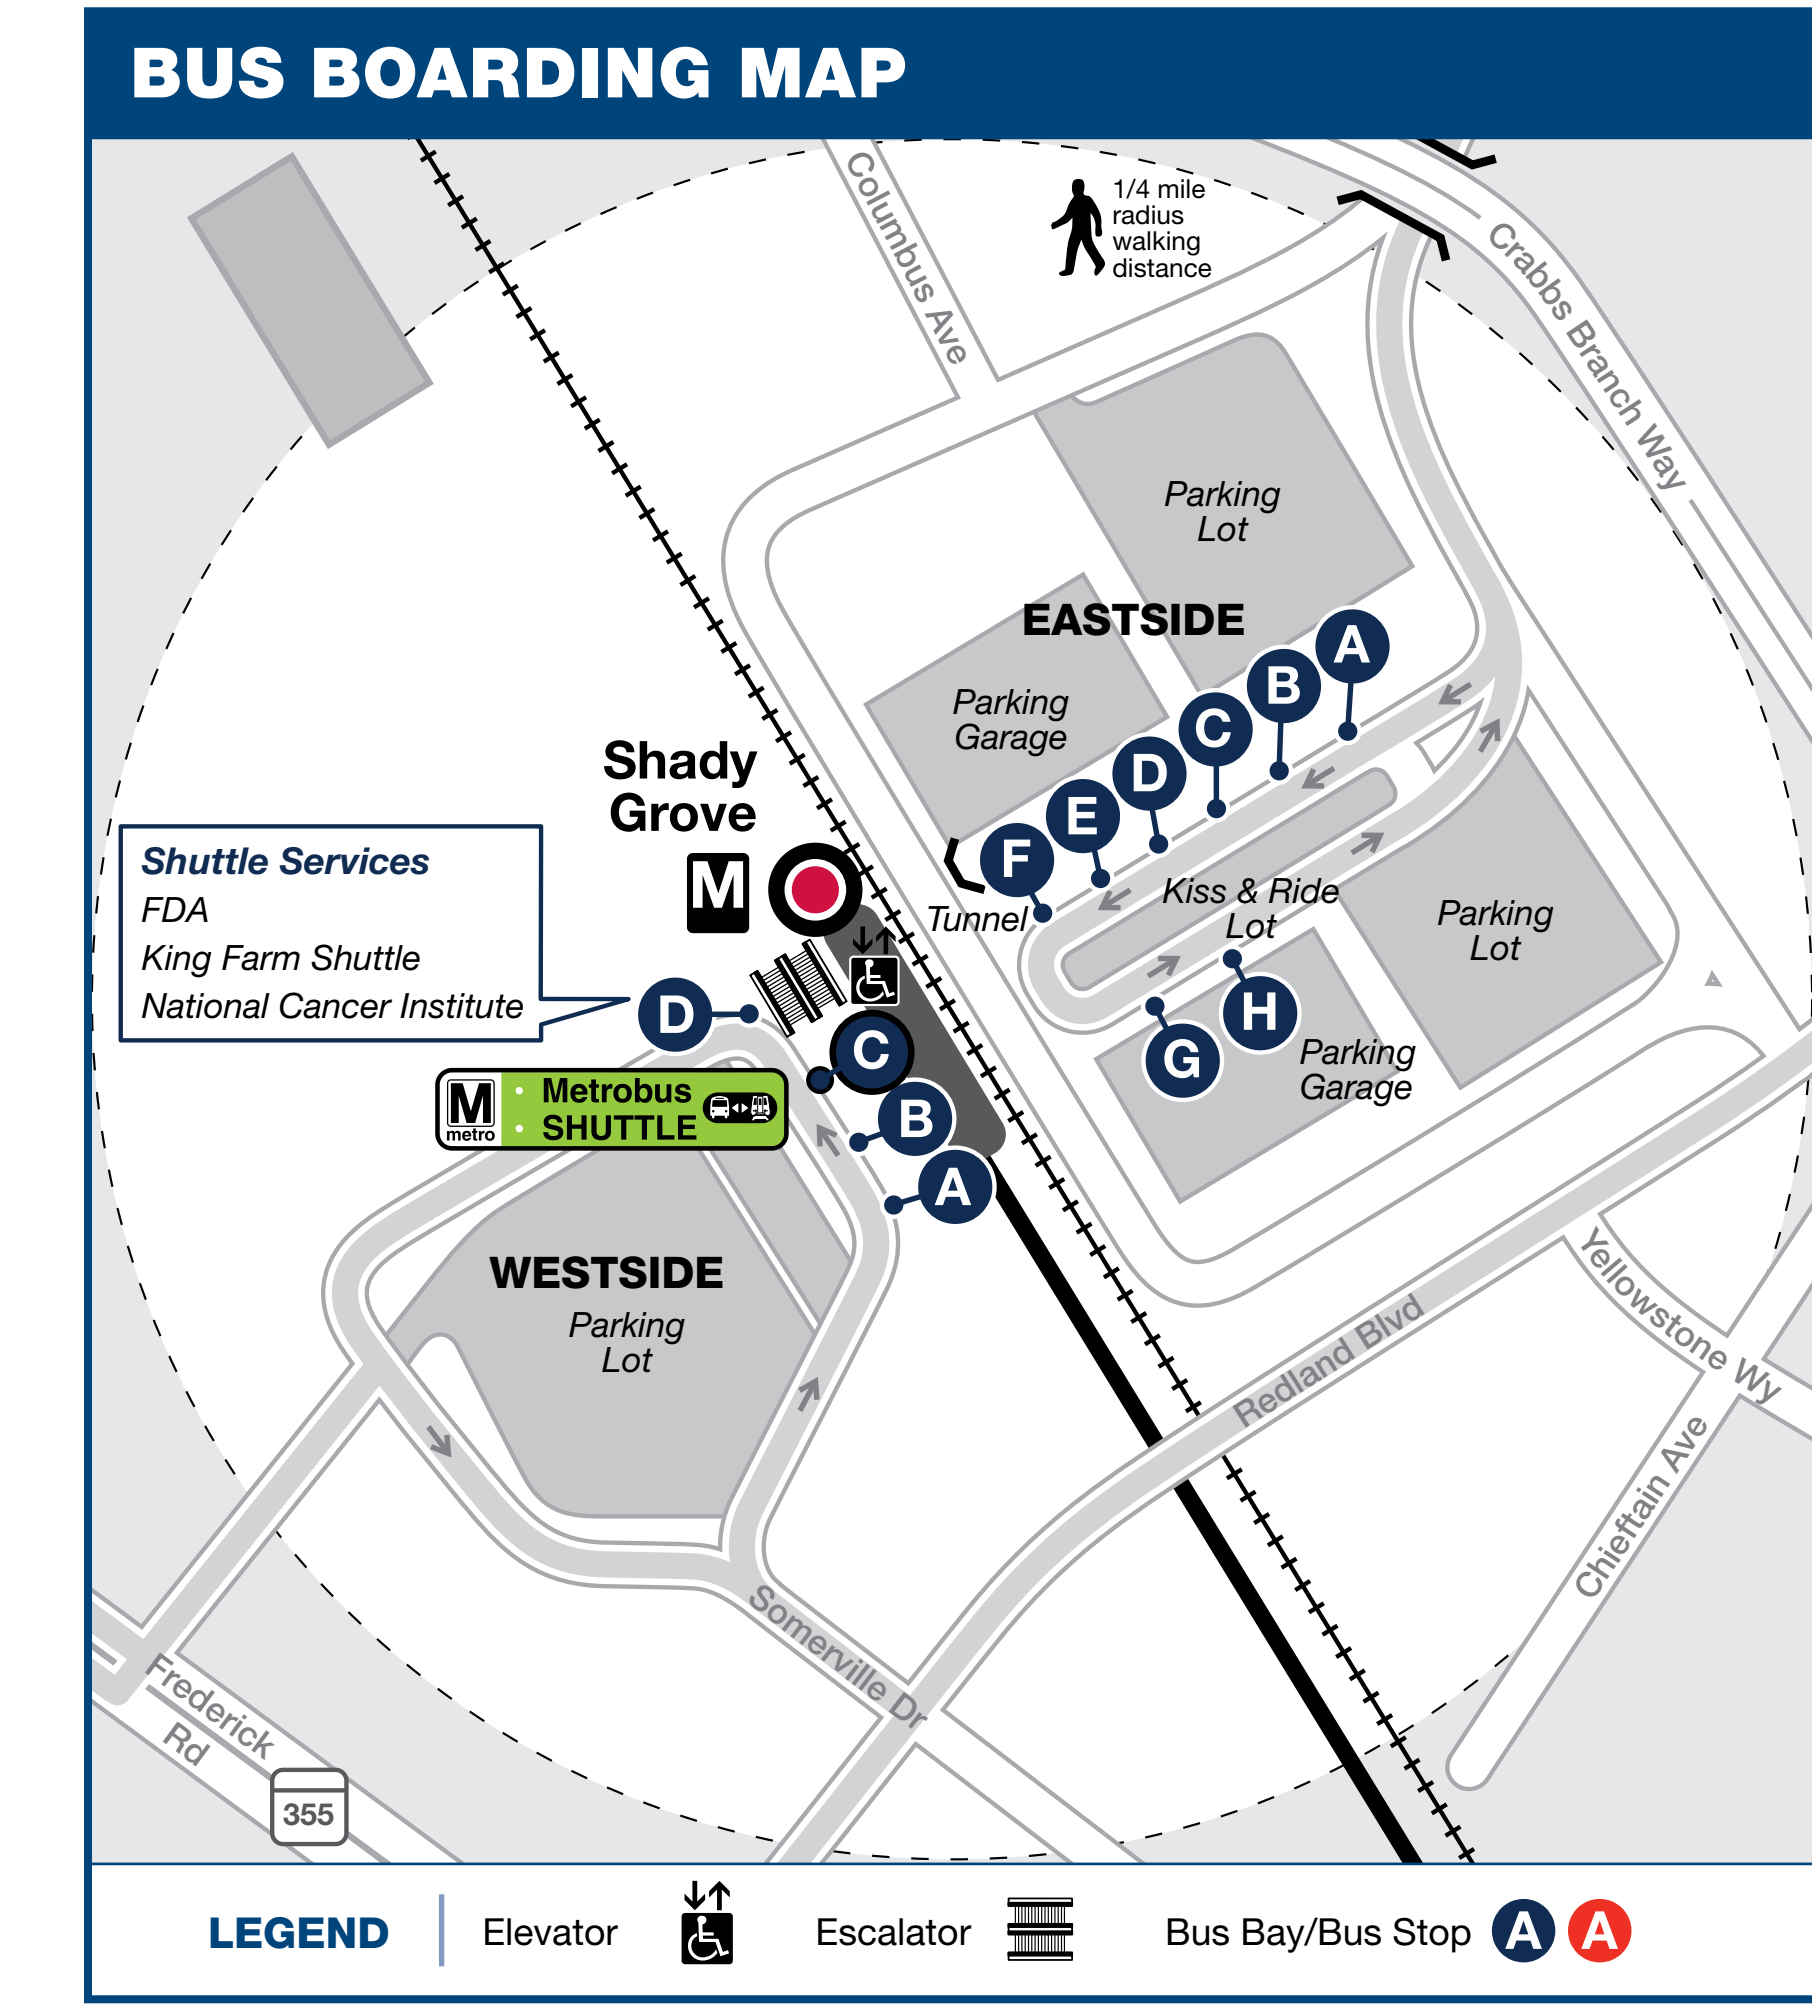 BUS BOARDING MAP
1/4 mile
radius
walking
distance
Columbus Ave
Crabbs Branch Way
Parking
Lot
EASTSIDE
Parking
Garage
A
B
C
D
E
F
Shady
Grove
M
Tunnel
Kiss & Ride
Lot
Parking
Lot
Shuttle Services
FDA
King Farm Shuttle
National Cancer Institute
D
C
B
A
H
G
Parking
Garage
M
metro
· Metrobus
· SHUTTLE
WESTSIDE
Parking
Lot
Redland Blvd
Yellowstone Wy
Chieftain Ave
Somerville Dr
Frederick
Rd
355
LEGEND
Elevator
Escalator
Bus Bay/Bus Stop A A